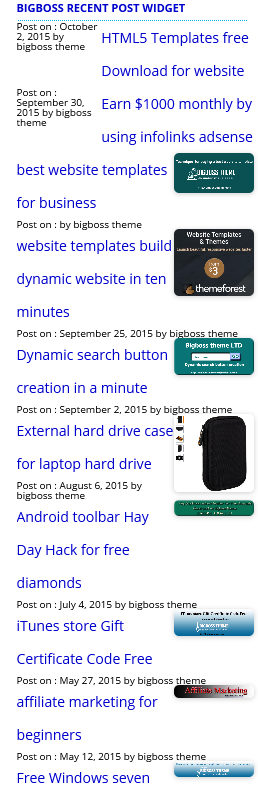 BIGBOSS RECENT POST WIDGET
Post on : October
2, 2015 by
bigboss theme
HTML5 Templates free
Download for website
Post on :
September 30,
2015 by bigboss
theme
Earn $1000 monthly by
using infolinks adsense
best website templates
for business
BIGBOSS THEME
Post on : by bigboss theme
website templates build
dynamic website in ten
minutes
Website Templates
& Themes
$3
themeforest
Post on : September 25, 2015 by bigboss theme
Dynamic search button
creation in a minute
Bigboss theme LTD
Post on : September 2, 2015 by bigboss theme
External hard drive case
for laptop hard drive
Post on : August 6, 2015 by
bigboss theme
Android toolbar Hay
Day Hack for free
diamonds
Post on : July 4, 2015 by bigboss theme
iTunes store Gift
Certificate Code Free
BIGBOSS THEME
Post on : May 27, 2015 by bigboss theme
affiliate marketing for
beginners
Affiliate Marketing
Post on : May 12, 2015 by bigboss theme
Free Windows seven